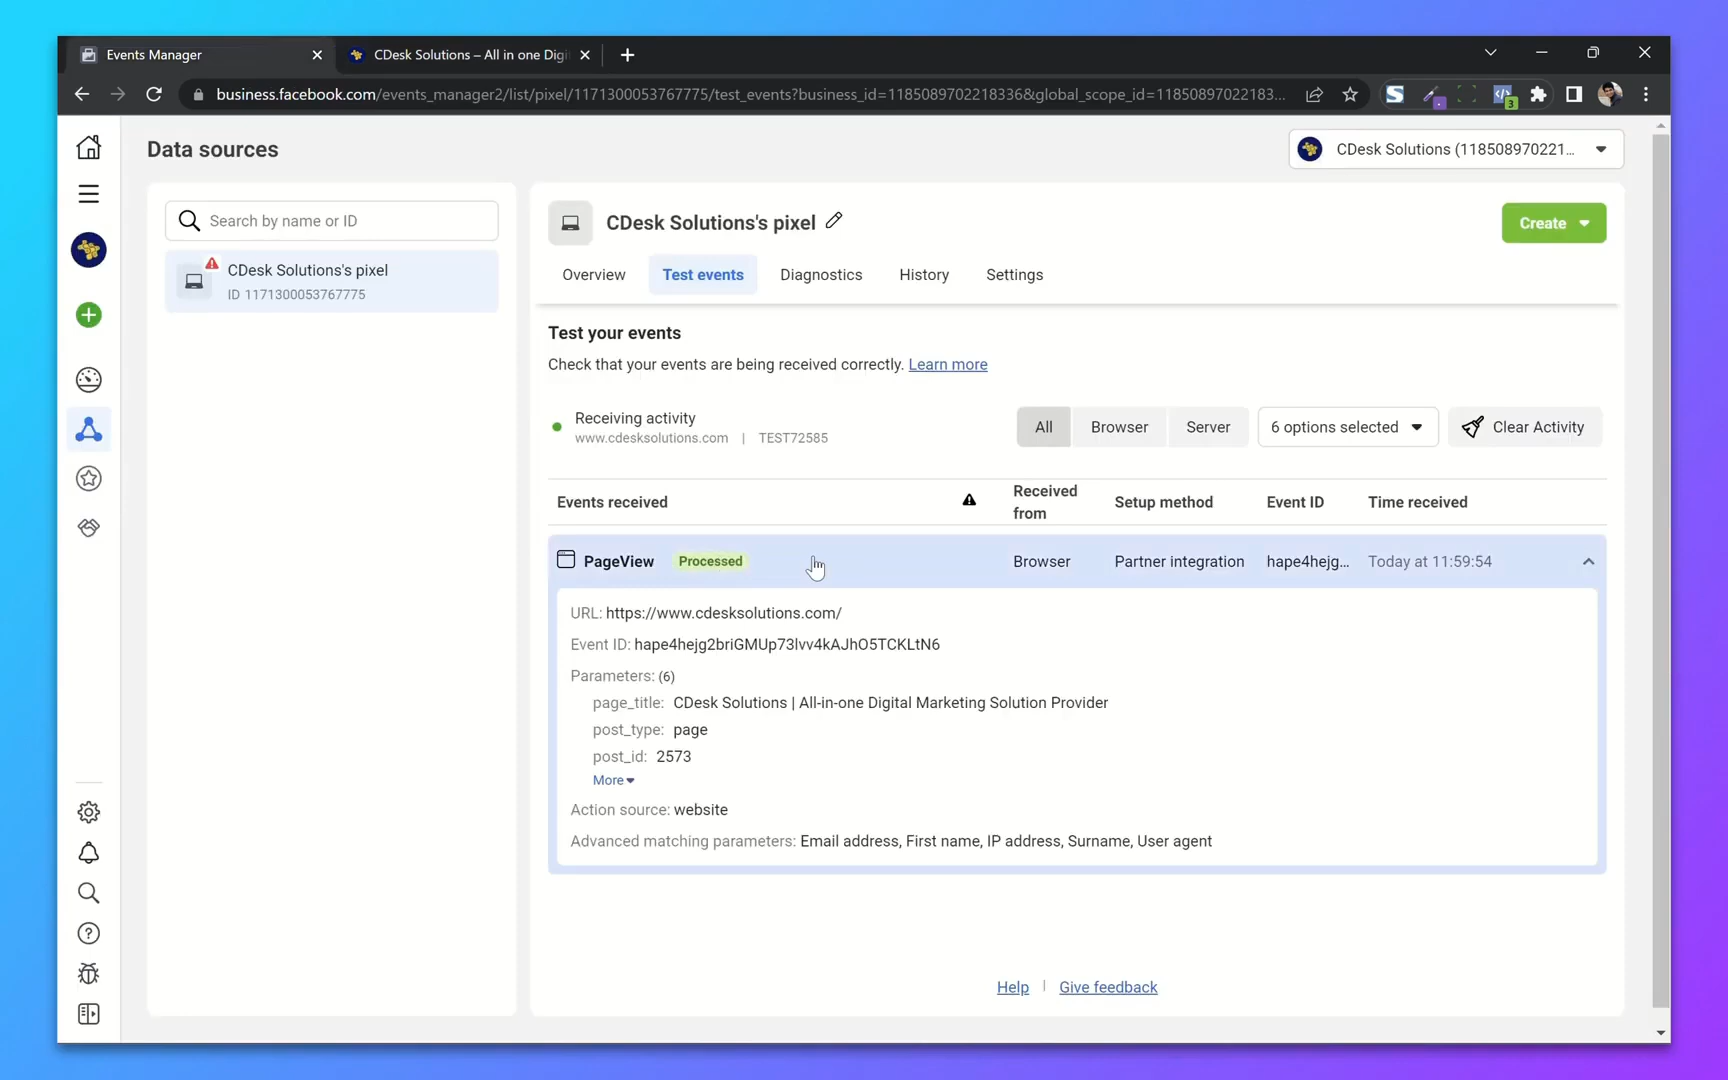 Events Manager
CDesk Solutions – All in one Digi
business.facebook.com/events_manager2/list/pixel/1171300053767775/test_events?business_id=1185089702218336&global_scope_id=11850897022183...
3
Data sources
CDesk Solutions (118508970221...
Search by name or ID
CDesk Solutions's pixel
ID 1171300053767775
CDesk Solutions's pixel
Create
Overview
Test events
Diagnostics
History
Settings
Test your events
Check that your events are being received correctly. Learn more
Receiving activity
www.cdesksolutions.com | TEST72585
All
Browser
Server
6 options selected
Clear Activity
Events received
Received from
Setup method
Event ID
Time received
PageView
Processed
Browser
Partner integration
hape4hejg...
Today at 11:59:54
URL: https://www.cdesksolutions.com/
Event ID: hape4hejg2briGMUp73lvv4kAJhO5TCKLtN6
Parameters: (6)
page_title: CDesk Solutions | All-in-one Digital Marketing Solution Provider
post_type: page
post_id: 2573
More
Action source: website
Advanced matching parameters: Email address, First name, IP address, Surname, User agent
Help | Give feedback